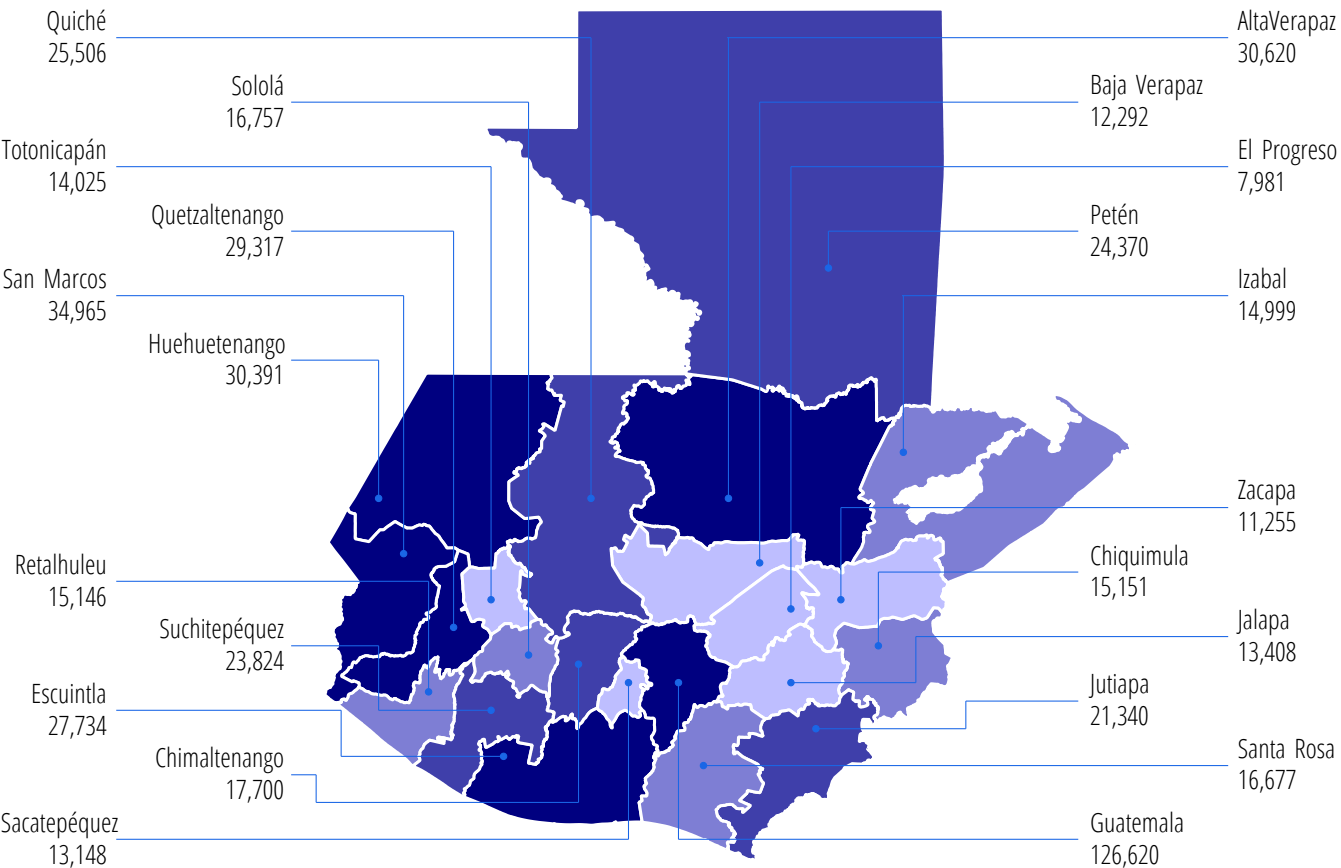 Quiché
25,506
Sololá
16,757
Totonicapán
14,025
Quetzaltenango
29,317
San Marcos
34,965
Huehuetenango
30,391
Retalhuleu
15,146
Suchitepéquez
23,824
Escuintla
27,734
Chimaltenango
17,700
Sacatepéquez
13,148
AltaVerapaz
30,620
Baja Verapaz
12,292
El Progreso
7,981
Petén
24,370
Izabal
14,999
Zacapa
11,255
Chiquimula
15,151
Jalapa
13,408
Jutiapa
21,340
Santa Rosa
16,677
Guatemala
126,620